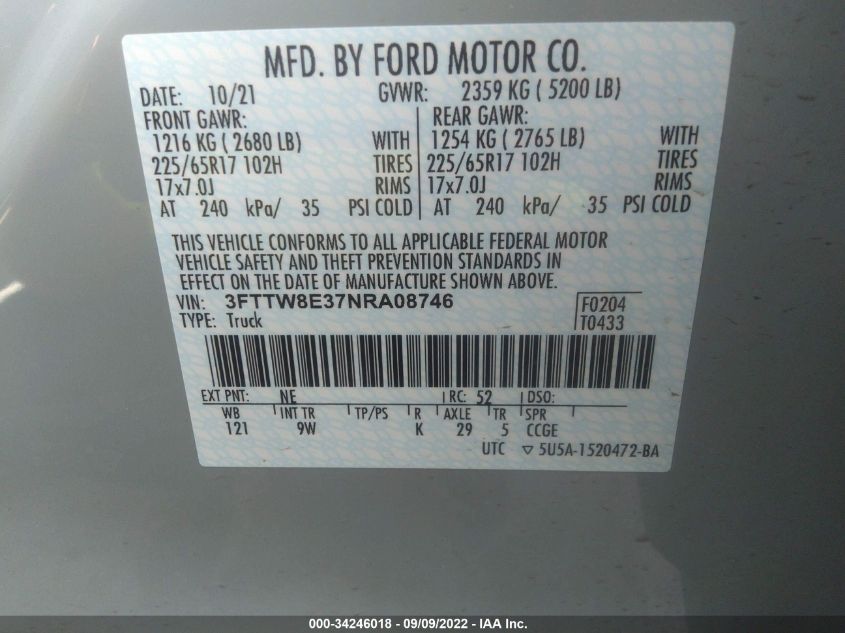 MFD. BY FORD MOTOR CO.
DATE: 10/21 GVWR: 2359 KG ( 5200 LB)
FRONT GAWR: REAR GAWR:
1216 KG ( 2680 LB) WITH 1254 KG ( 2765 LB) WITH
225/65R17 102H TIRES 225/65R17 102H TIRES
17x7.0J RIMS 17x7.0J RIMS
AT 240 kPa/ 35 PSI COLD AT 240 kPa/ 35 PSI COLD
THIS VEHICLE CONFORMS TO ALL APPLICABLE FEDERAL MOTOR
VEHICLE SAFETY AND THEFT PREVENTION STANDARDS IN
EFFECT ON THE DATE OF MANUFACTURE SHOWN ABOVE.
VIN: 3FTTW8E37NRA08746 F0204
TYPE: Truck T0433
EXT PNT: NE RC: 52 DSO:
WB INT TR TP/PS R AXLE TR SPR
121 9W K 29 5 CCGE
UTC ▽ 5U5A-1520472-BA
000-34246018 - 09/09/2022 - IAA Inc.